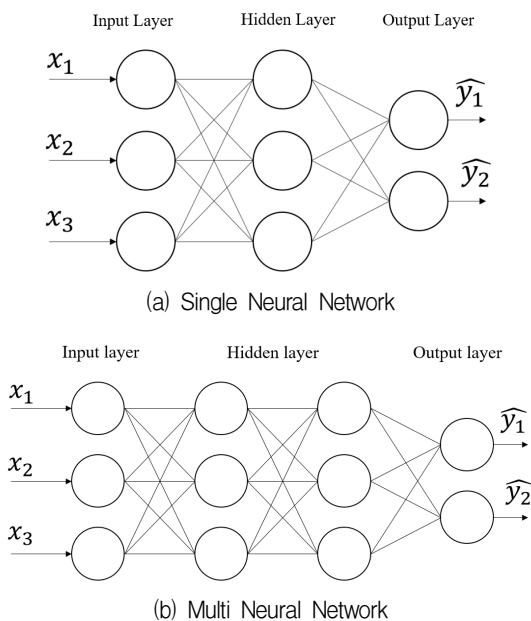 Input Layer Hidden Layer Output Layer
x₁
ŷ₁
x₂
ŷ₂
x₃
(a) Single Neural Network
Input layer Hidden layer Output layer
x₁
ŷ₁
x₂
ŷ₂
x₃
(b) Multi Neural Network